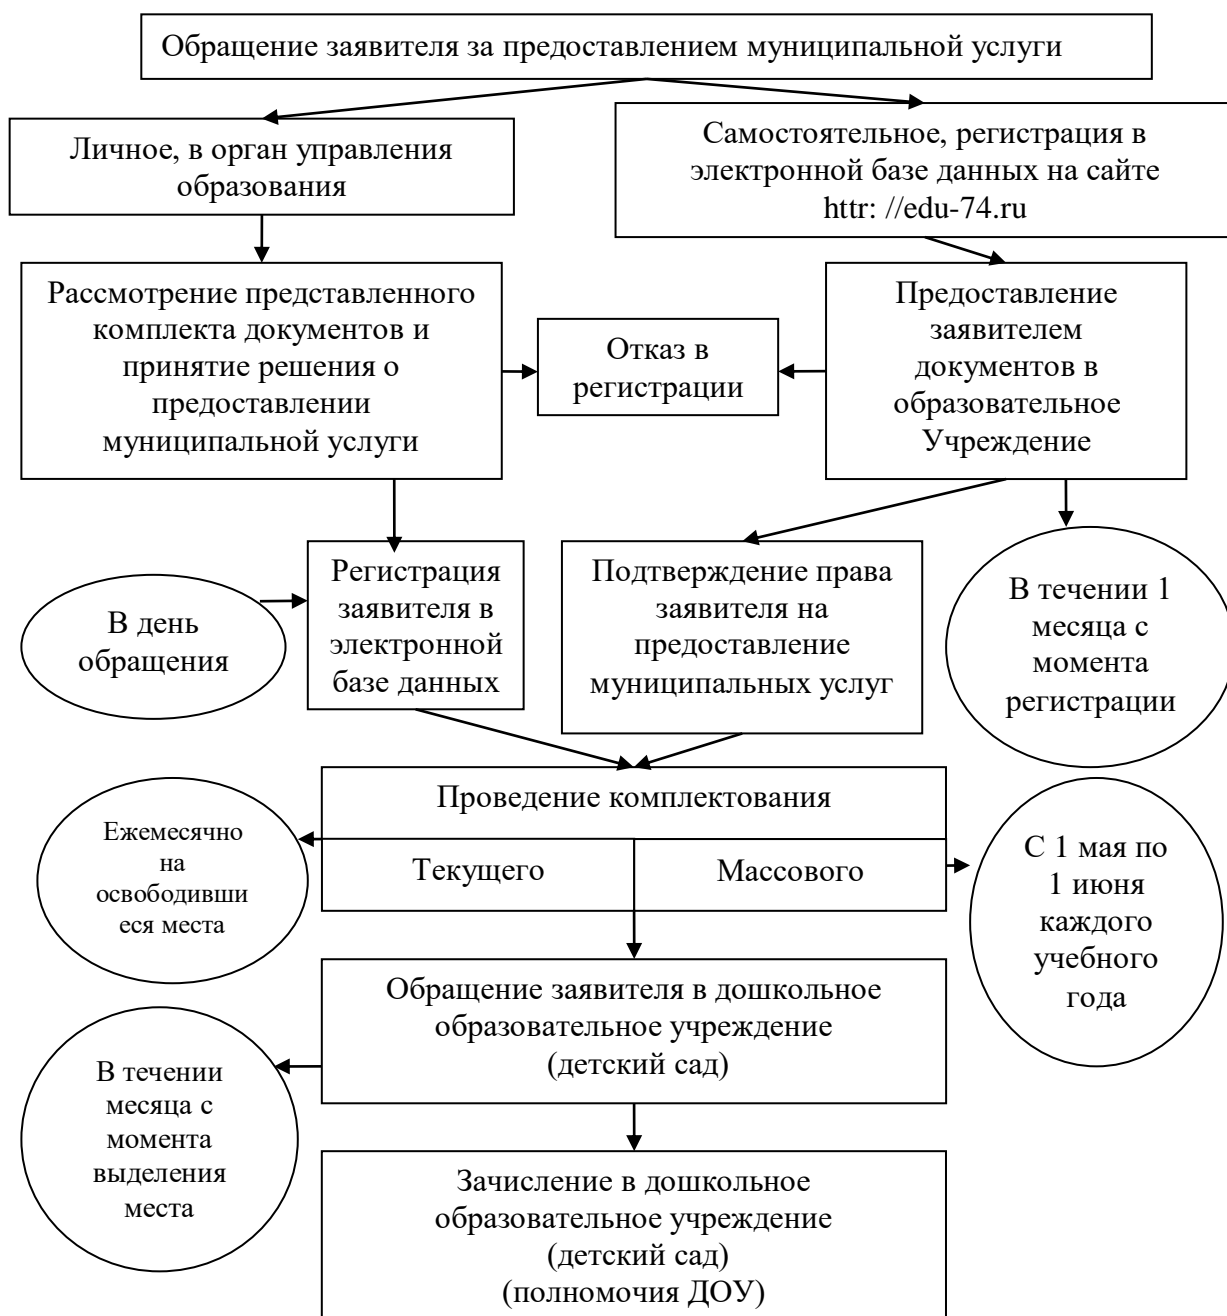 Обращение заявителя за предоставлением муниципальной услуги
Личное, в орган управления
образования
Самостоятельное, регистрация в
электронной базе данных на сайте
httr: //edu-74.ru
Рассмотрение представленного
комплекта документов и
принятие решения о
предоставлении
муниципальной услуги
Отказ в
регистрации
Предоставление
заявителем
документов в
образовательное
Учреждение
В день
обращения
Регистрация
заявителя в
электронной
базе данных
Подтверждение права
заявителя на
предоставление
муниципальных услуг
В течении 1
месяца с
момента
регистрации
Проведение комплектования
Ежемесячно
на
освободивши
еся места
Текущего
Массового
С 1 мая по
1 июня
каждого
учебного
года
Обращение заявителя в дошкольное
образовательное учреждение
(детский сад)
В течении
месяца с
момента
выделения
места
Зачисление в дошкольное
образовательное учреждение
(детский сад)
(полномочия ДОУ)